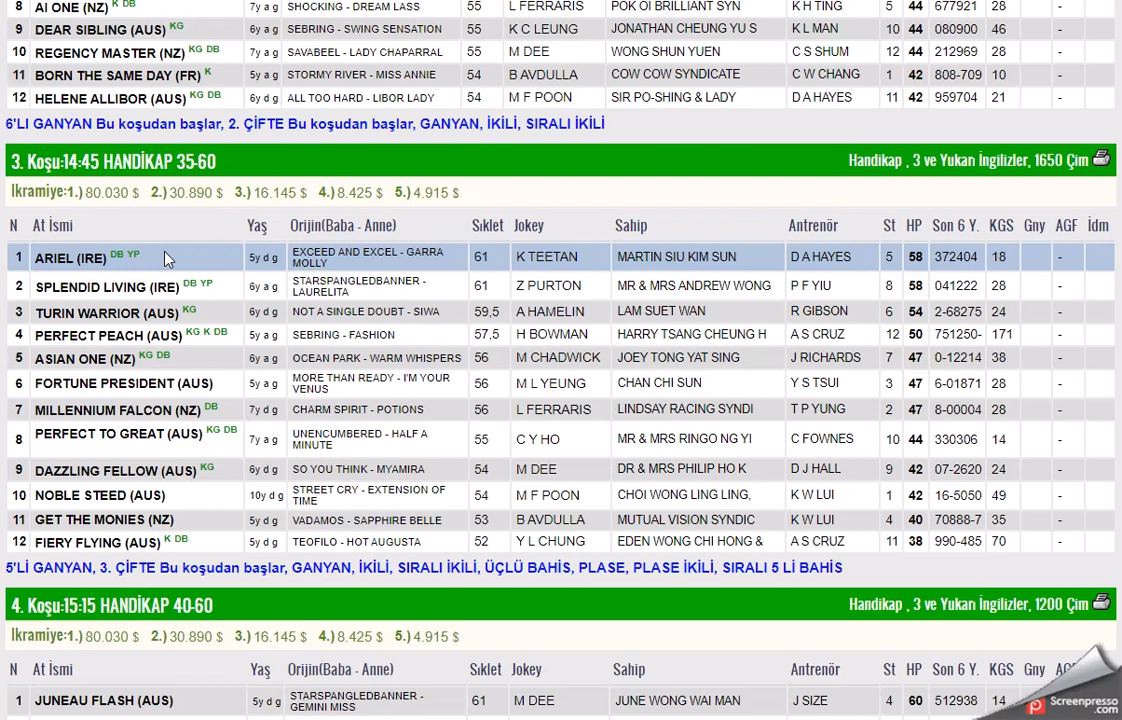 8 AI ONE (NZ) K DB 7y a g SHOCKING - DREAM LASS 55 L FERRARIS POK OI BRILLIANT SYN K H TING 5 44 677921 28 -
9 DEAR SIBLING (AUS) KG 6y a g SEBRING - SWING SENSATION 55 K C LEUNG JONATHAN CHEUNG YU S K L MAN 10 44 080900 46 -
10 REGENCY MASTER (NZ) KG DB 7y a g SAVABEEL - LADY CHAPARRAL 55 M DEE WONG SHUN YUEN C S SHUM 12 44 212969 28 -
11 BORN THE SAME DAY (FR) K 5y a g STORMY RIVER - MISS ANNIE 54 B AVDULLA COW COW SYNDICATE C W CHANG 1 42 808-709 10 -
12 HELENE ALLIBOR (AUS) KG DB 6y d g ALL TOO HARD - LIBOR LADY 54 M F POON SIR PO-SHING & LADY D A HAYES 11 42 959704 21 -
6'LI GANYAN Bu koşudan başlar, 2. ÇİFTE Bu koşudan başlar, GANYAN, İKİLİ, SIRALI İKİLİ
3. Koşu:14:45 HANDİKAP 35-60 Handikap , 3 ve Yukarı İngilizler, 1650 Çim
İkramiye:1.) 80.030 $ 2.) 30.890 $ 3.) 16.145 $ 4.) 8.425 $ 5.) 4.915 $
N At İsmi Yaş Orijin(Baba - Anne) Sıklet Jokey Sahip Antrenör St HP Son 6 Y. KGS Gny AGF İdm
1 ARIEL (IRE) DB YP 5y d g EXCEED AND EXCEL - GARRA MOLLY 61 K TEETAN MARTIN SIU KIM SUN D A HAYES 5 58 372404 18 -
2 SPLENDID LIVING (IRE) DB YP 6y a g STARSPANGLEDBANNER - LAURELITA 61 Z PURTON MR & MRS ANDREW WONG P F YIU 8 58 041222 28 -
3 TURIN WARRIOR (AUS) KG 6y d g NOT A SINGLE DOUBT - SIWA 59,5 A HAMELIN LAM SUET WAN R GIBSON 6 54 2-68275 24 -
4 PERFECT PEACH (AUS) KG K DB 5y a g SEBRING - FASHION 57,5 H BOWMAN HARRY TSANG CHEUNG H A S CRUZ 12 50 751250- 171 -
5 ASIAN ONE (NZ) KG DB 6y a g OCEAN PARK - WARM WHISPERS 56 M CHADWICK JOEY TONG YAT SING J RICHARDS 7 47 0-12214 38 -
6 FORTUNE PRESIDENT (AUS) 5y a g MORE THAN READY - I'M YOUR VENUS 56 M L YEUNG CHAN CHI SUN Y S TSUI 3 47 6-01871 28 -
7 MILLENNIUM FALCON (NZ) DB 7y d g CHARM SPIRIT - POTIONS 56 L FERRARIS LINDSAY RACING SYNDI T P YUNG 2 47 8-00004 28 -
8 PERFECT TO GREAT (AUS) KG DB 7y a g UNENCUMBERED - HALF A MINUTE 55 C Y HO MR & MRS RINGO NG YI C FOWNES 10 44 330306 14 -
9 DAZZLING FELLOW (AUS) KG 6y d g SO YOU THINK - MYAMIRA 54 M DEE DR & MRS PHILIP HO K D J HALL 9 42 07-2620 24 -
10 NOBLE STEED (AUS) 10y d g STREET CRY - EXTENSION OF TIME 54 M F POON CHOI WONG LING LING, K W LUI 1 42 16-5050 49 -
11 GET THE MONIES (NZ) 5y d g VADAMOS - SAPPHIRE BELLE 53 B AVDULLA MUTUAL VISION SYNDIC K W LUI 4 40 70888-7 35 -
12 FIERY FLYING (AUS) K DB 5y d g TEOFILO - HOT AUGUSTA 52 Y L CHUNG EDEN WONG CHI HONG & A S CRUZ 11 38 990-485 70 -
5'Lİ GANYAN, 3. ÇİFTE Bu koşudan başlar, GANYAN, İKİLİ, SIRALI İKİLİ, ÜÇLÜ BAHİS, PLASE, PLASE İKİLİ, SIRALI 5 Lİ BAHİS
4. Koşu:15:15 HANDİKAP 40-60 Handikap , 3 ve Yukarı İngilizler, 1200 Çim
İkramiye:1.) 80.030 $ 2.) 30.890 $ 3.) 16.145 $ 4.) 8.425 $ 5.) 4.915 $
N At İsmi Yaş Orijin(Baba - Anne) Sıklet Jokey Sahip Antrenör St HP Son 6 Y. KGS Gny
1 JUNEAU FLASH (AUS) 5y d g STARSPANGLEDBANNER - GEMINI MISS 61 M DEE JUNE WONG WAI MAN J SIZE 4 60 512938 14
Screenpresso.com